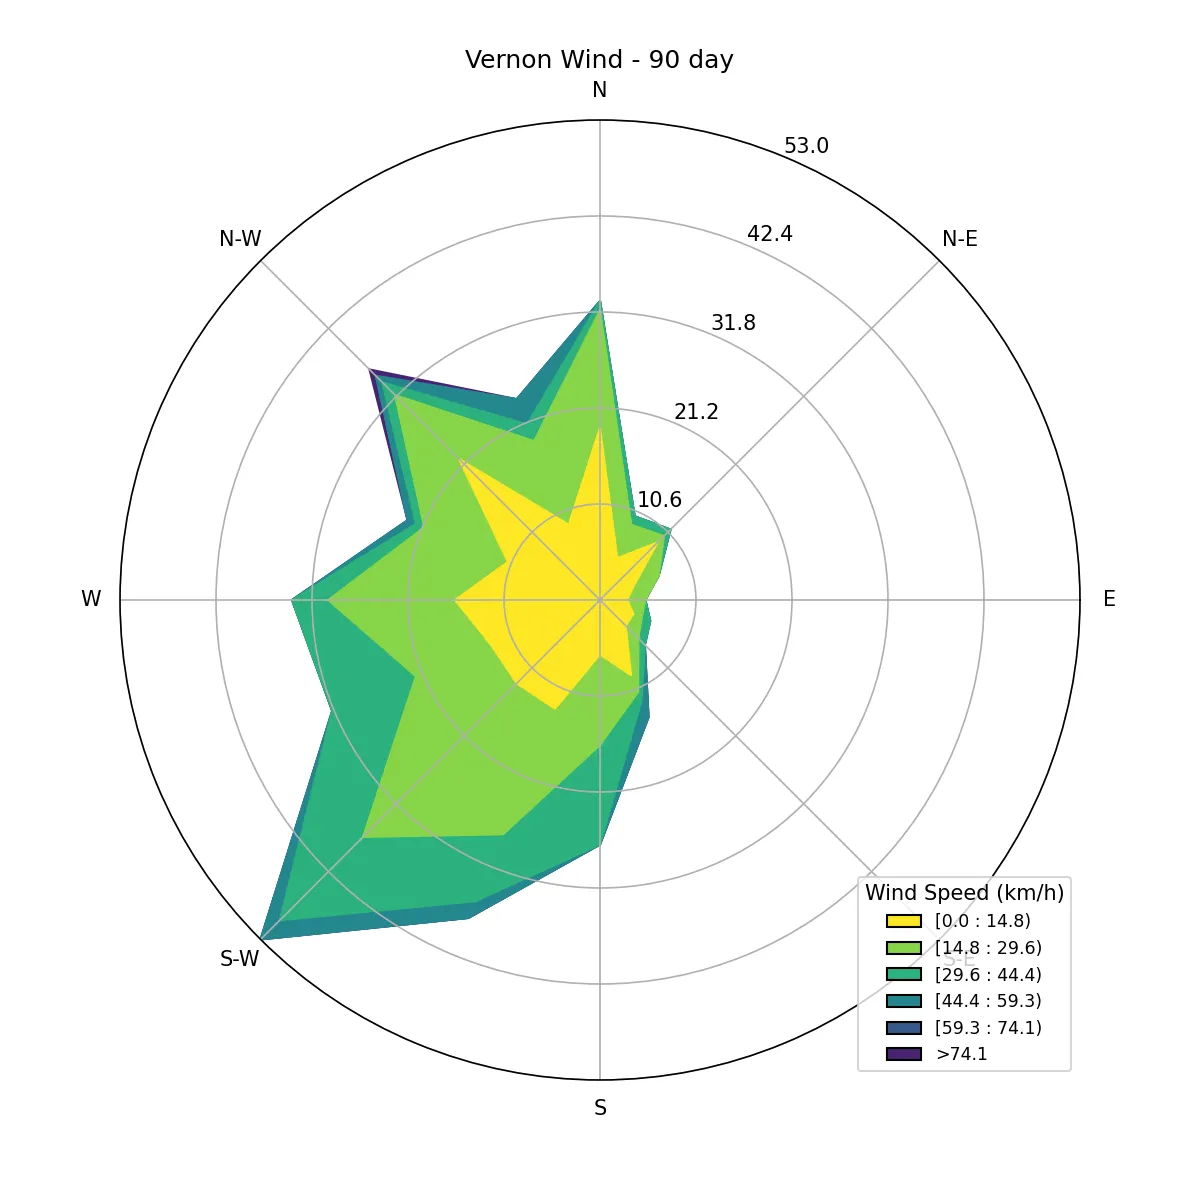 Vernon Wind - 90 day
N
53.0
N-W
42.4
N-E
31.8
21.2
10.6
W
E
Wind Speed (km/h)
[0.0 : 14.8)
[14.8 : 29.6)
[29.6 : 44.4)
[44.4 : 59.3)
[59.3 : 74.1)
>74.1
S-W
S-E
S